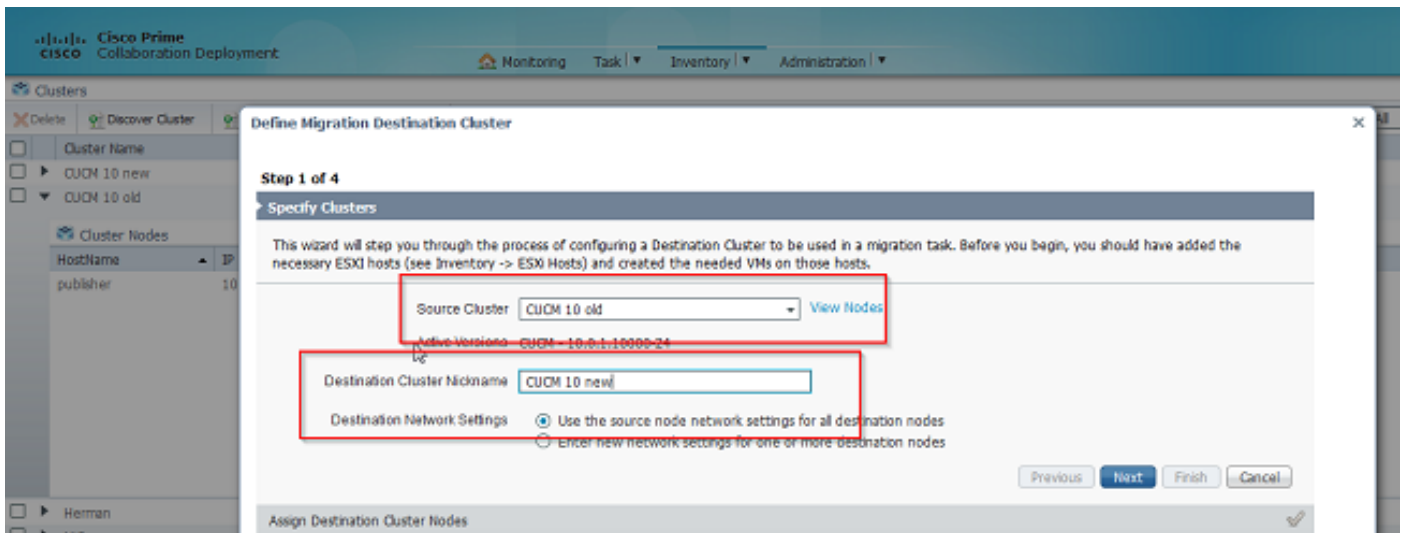 Cisco Prime
CISCO Collaboration Deployment
Monitoring Task Inventory Administration
Clusters
Delete Discover Cluster All
Define Migration Destination Cluster
Cluster Name
CUCM 10 new
CUCM 10 old
Step 1 of 4
Specify Clusters
Cluster Nodes
HostName IP
publisher 10
This wizard will step you through the process of configuring a Destination Cluster to be used in a migration task. Before you begin, you should have added the
necessary ESXI hosts (see Inventory -> ESXi Hosts) and created the needed VMs on those hosts.
Source Cluster CUCM 10 old View Nodes
Active Versions CUCM - 10.0.1.10000-24
Destination Cluster Nickname CUCM 10 new
Destination Network Settings Use the source node network settings for all destination nodes
Enter new network settings for one or more destination nodes
Previous Next Finish Cancel
Herman
Assign Destination Cluster Nodes